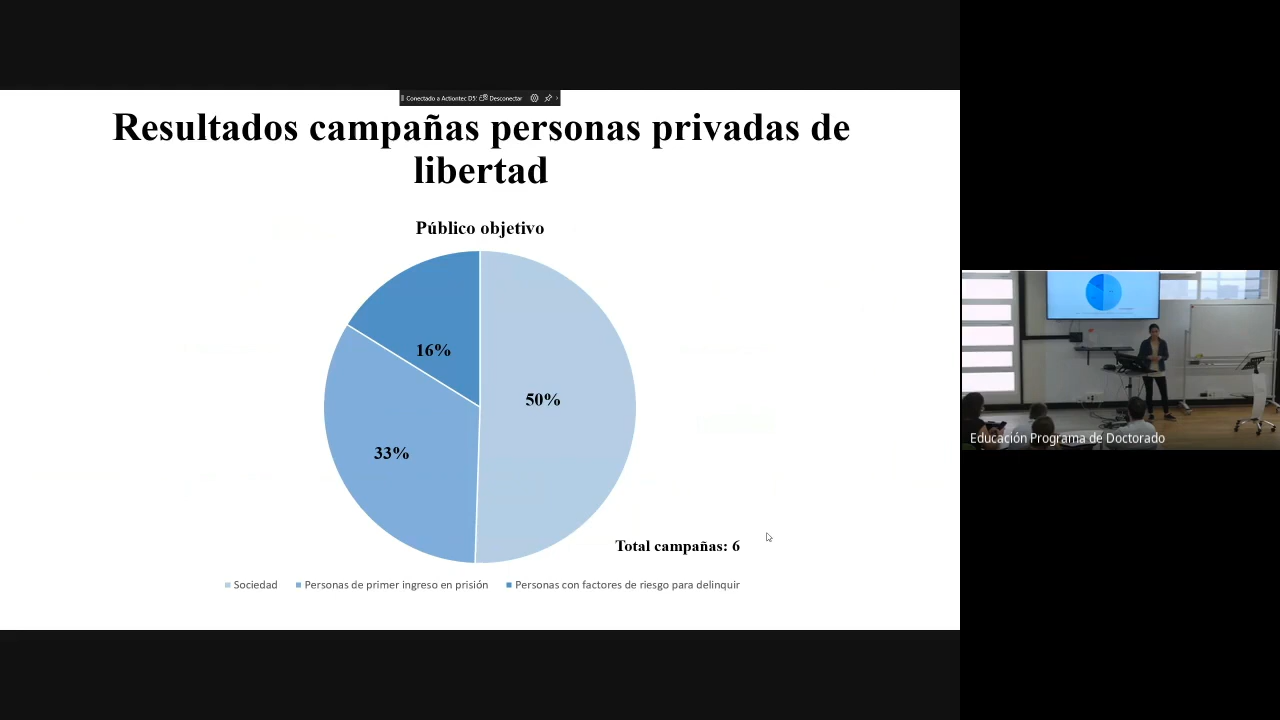 Conectado a Actiontec D5: Desconectar
Resultados campañas personas privadas de
libertad
Público objetivo
16%
50%
33%
Total campañas: 6
Sociedad
Personas de primer ingreso en prisión
Personas con factores de riesgo para delinquir
Educación Programa de Doctorado